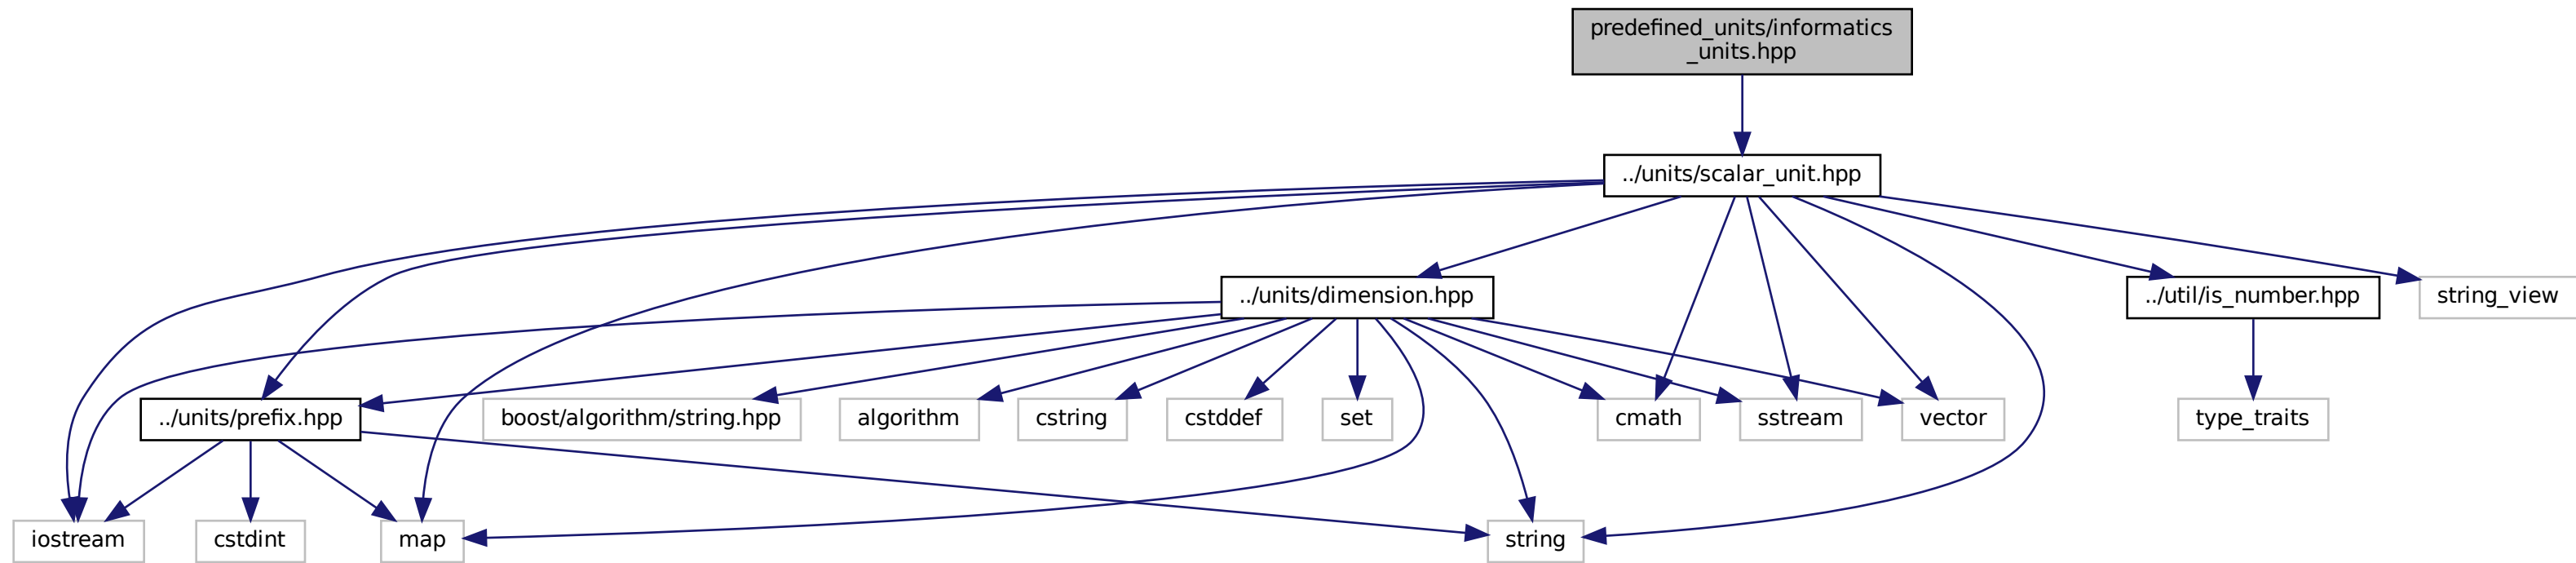 predefined_units/informatics
_units.hpp
../units/scalar_unit.hpp
../units/dimension.hpp
../util/is_number.hpp
string_view
../units/prefix.hpp
boost/algorithm/string.hpp
algorithm
cstring
cstddef
set
cmath
sstream
vector
type_traits
iostream
cstdint
map
string